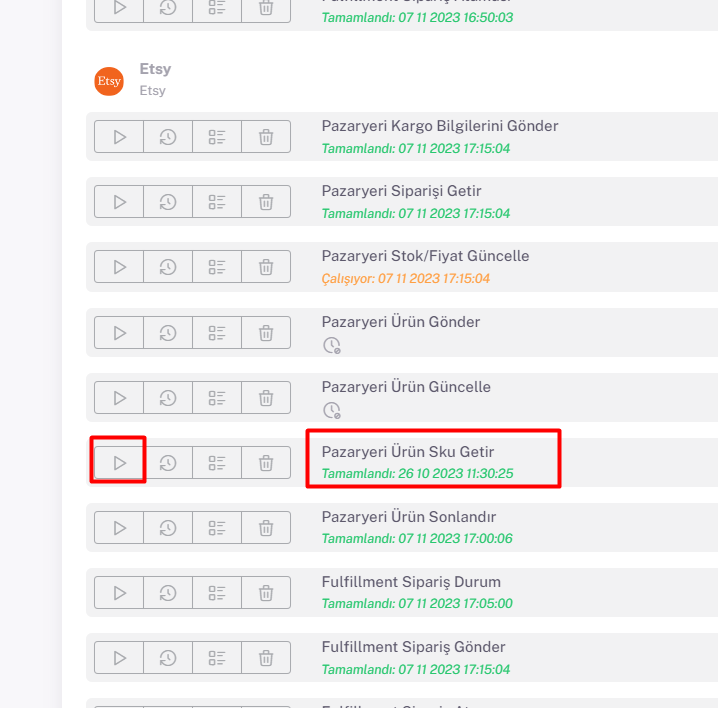 Tamamlandı: 07 11 2023 16:50:03
Etsy
Etsy
Etsy
Pazaryeri Kargo Bilgilerini Gönder
Tamamlandı: 07 11 2023 17:15:04
Pazaryeri Siparişi Getir
Tamamlandı: 07 11 2023 17:15:04
Pazaryeri Stok/Fiyat Güncelle
Çalışıyor: 07 11 2023 17:15:04
Pazaryeri Ürün Gönder
Pazaryeri Ürün Güncelle
Pazaryeri Ürün Sku Getir
Tamamlandı: 26 10 2023 11:30:25
Pazaryeri Ürün Sonlandır
Tamamlandı: 07 11 2023 17:00:06
Fulfillment Sipariş Durum
Tamamlandı: 07 11 2023 17:05:00
Fulfillment Sipariş Gönder
Tamamlandı: 07 11 2023 17:15:04